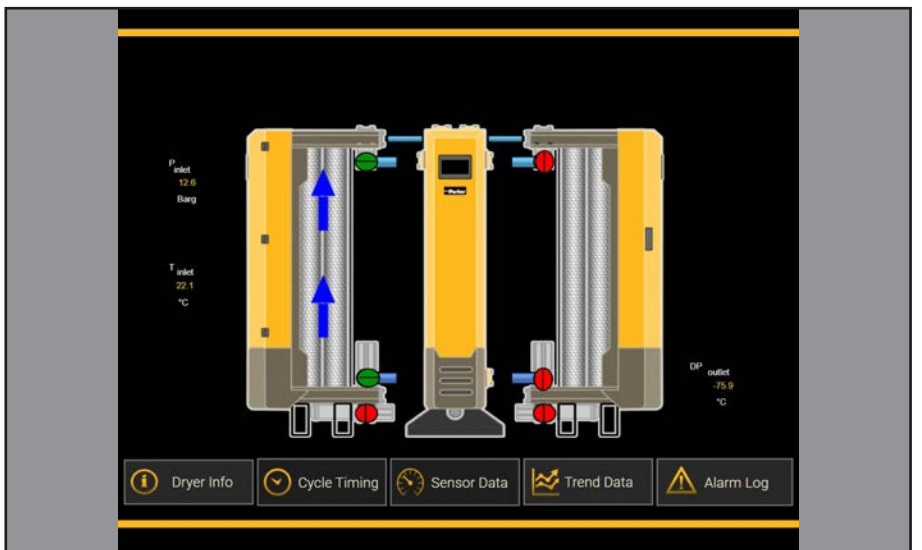 P inlet
12.6
Barg
T inlet
22.1
°C
Parker
DP outlet
-75.9
°C
Dryer Info
Cycle Timing
Sensor Data
Trend Data
Alarm Log